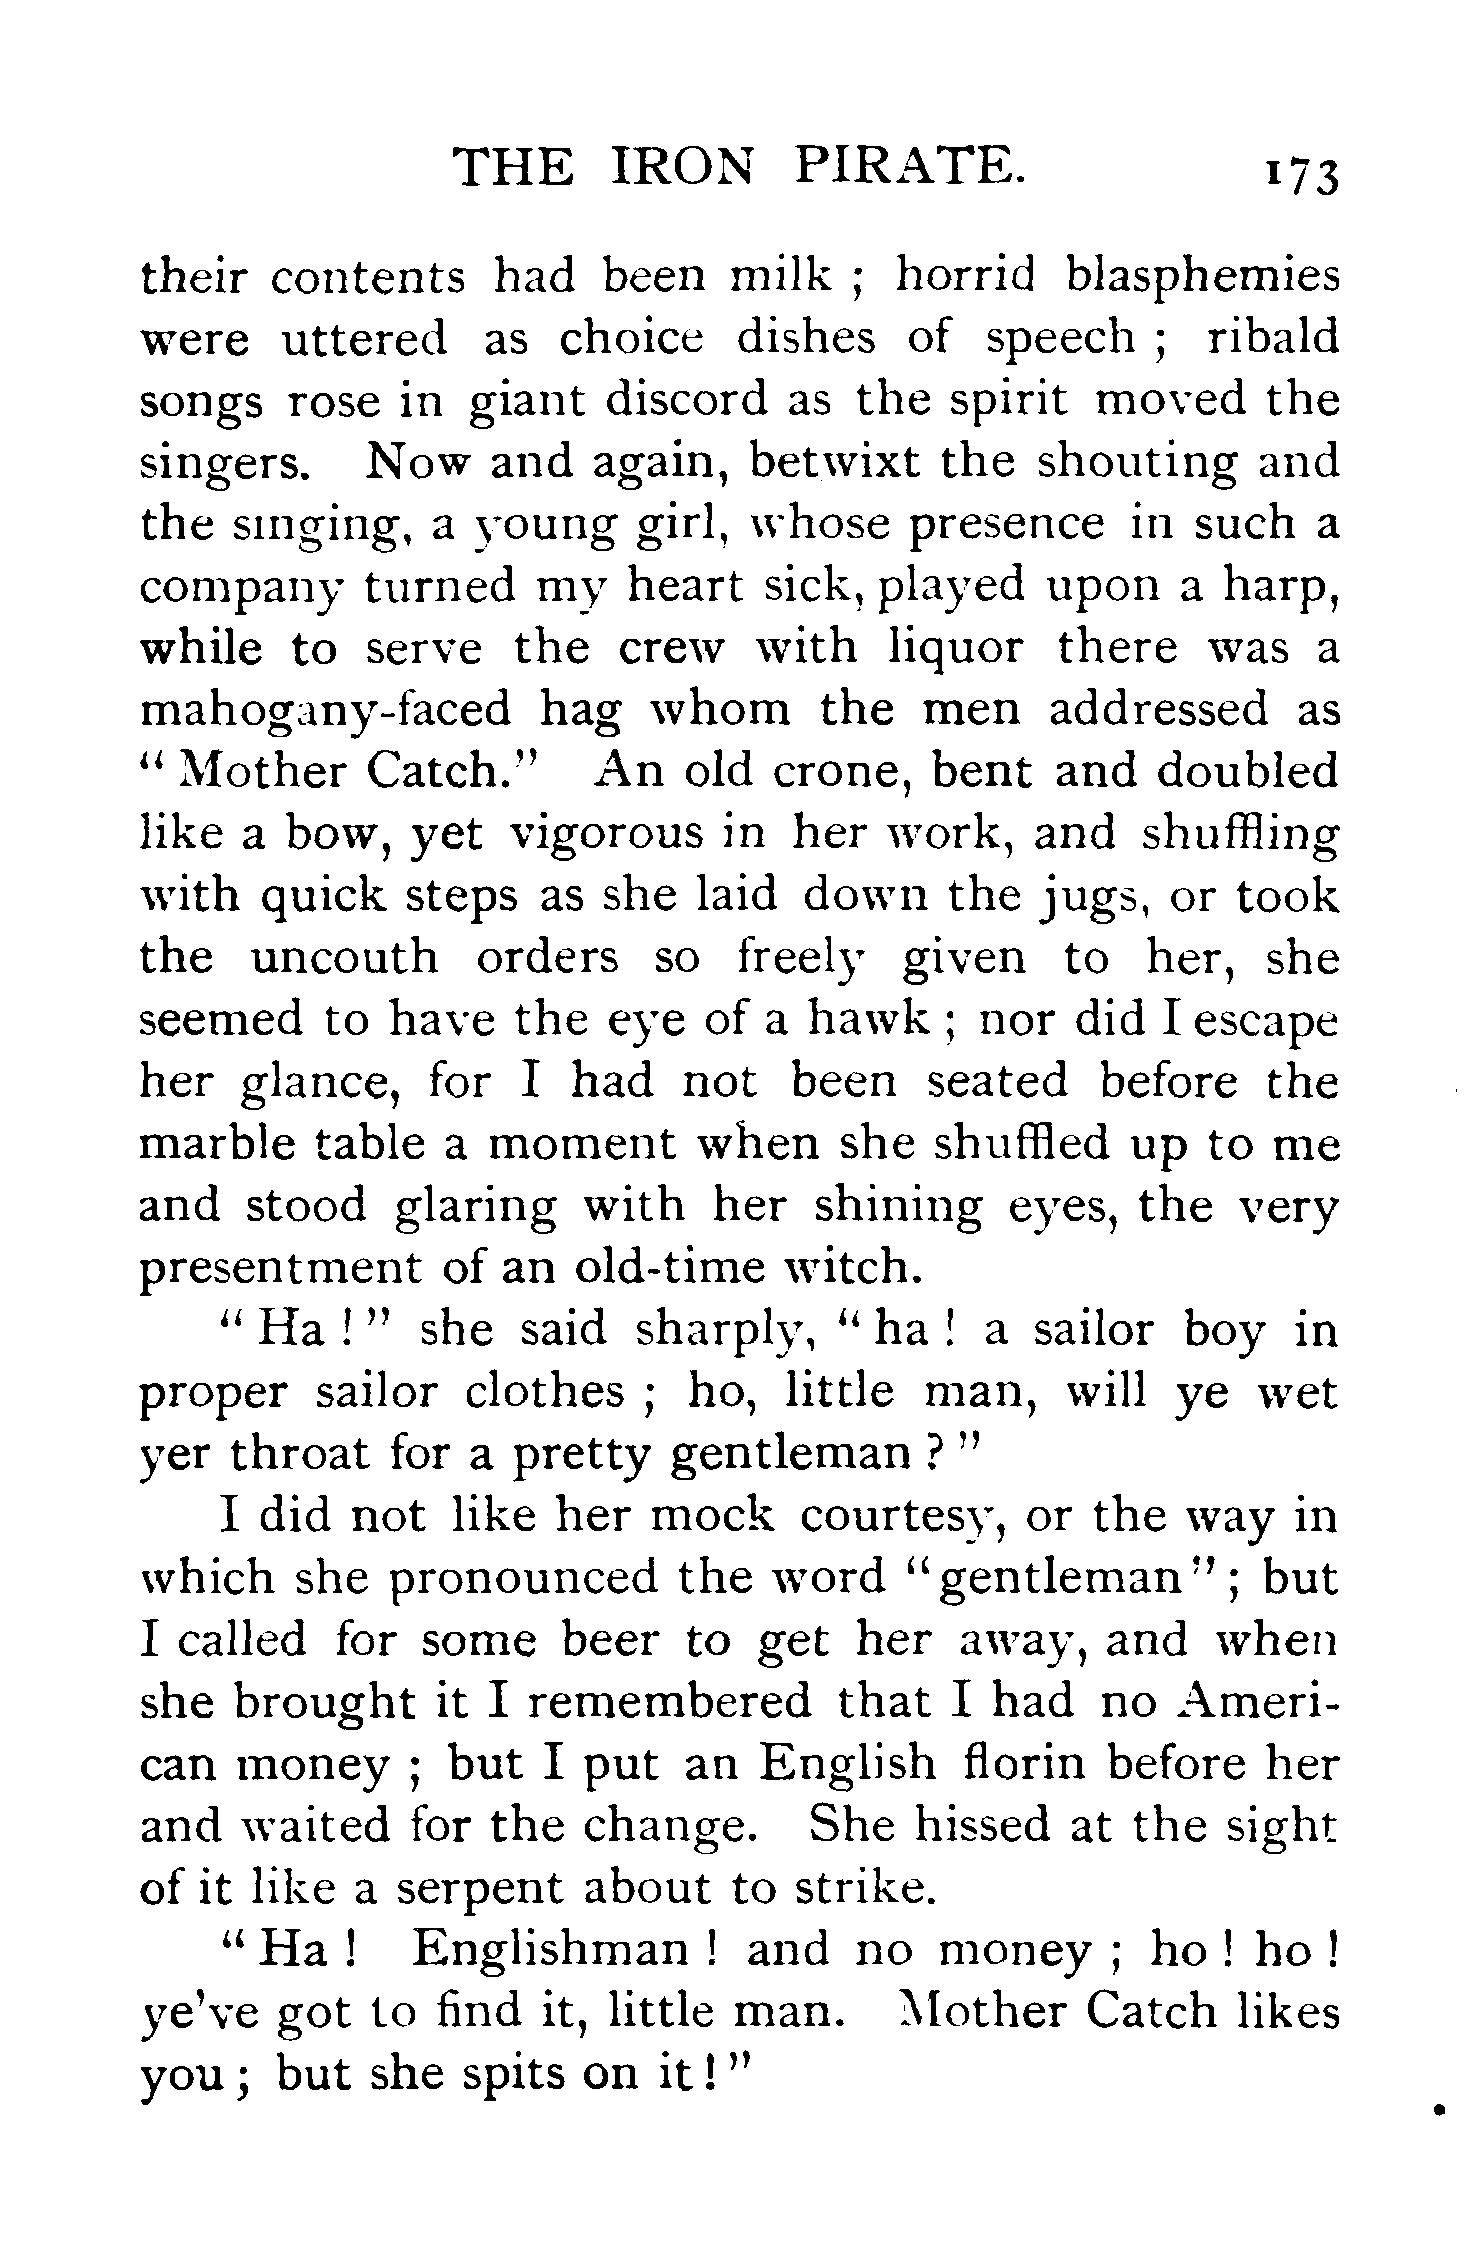 THE IRON PIRATE. 173
their contents had been milk ; horrid blasphemies
were uttered as choice dishes of speech ; ribald
songs rose in giant discord as the spirit moved the
singers. Now and again, betwixt the shouting and
the singing, a young girl, whose presence in such a
company turned my heart sick, played upon a harp,
while to serve the crew with liquor there was a
mahogany-faced hag whom the men addressed as
“ Mother Catch.” An old crone, bent and doubled
like a bow, yet vigorous in her work, and shuffling
with quick steps as she laid down the jugs, or took
the uncouth orders so freely given to her, she
seemed to have the eye of a hawk ; nor did I escape
her glance, for I had not been seated before the
marble table a moment when she shuffled up to me
and stood glaring with her shining eyes, the very
presentment of an old-time witch.
“ Ha ! ” she said sharply, “ ha ! a sailor boy in
proper sailor clothes ; ho, little man, will ye wet
yer throat for a pretty gentleman ? ”
I did not like her mock courtesy, or the way in
which she pronounced the word “ gentleman ” ; but
I called for some beer to get her away, and when
she brought it I remembered that I had no Ameri-
can money ; but I put an English florin before her
and waited for the change. She hissed at the sight
of it like a serpent about to strike.
“ Ha ! Englishman ! and no money ; ho ! ho !
ye’ve got to find it, little man. Mother Catch likes
you ; but she spits on it ! ”